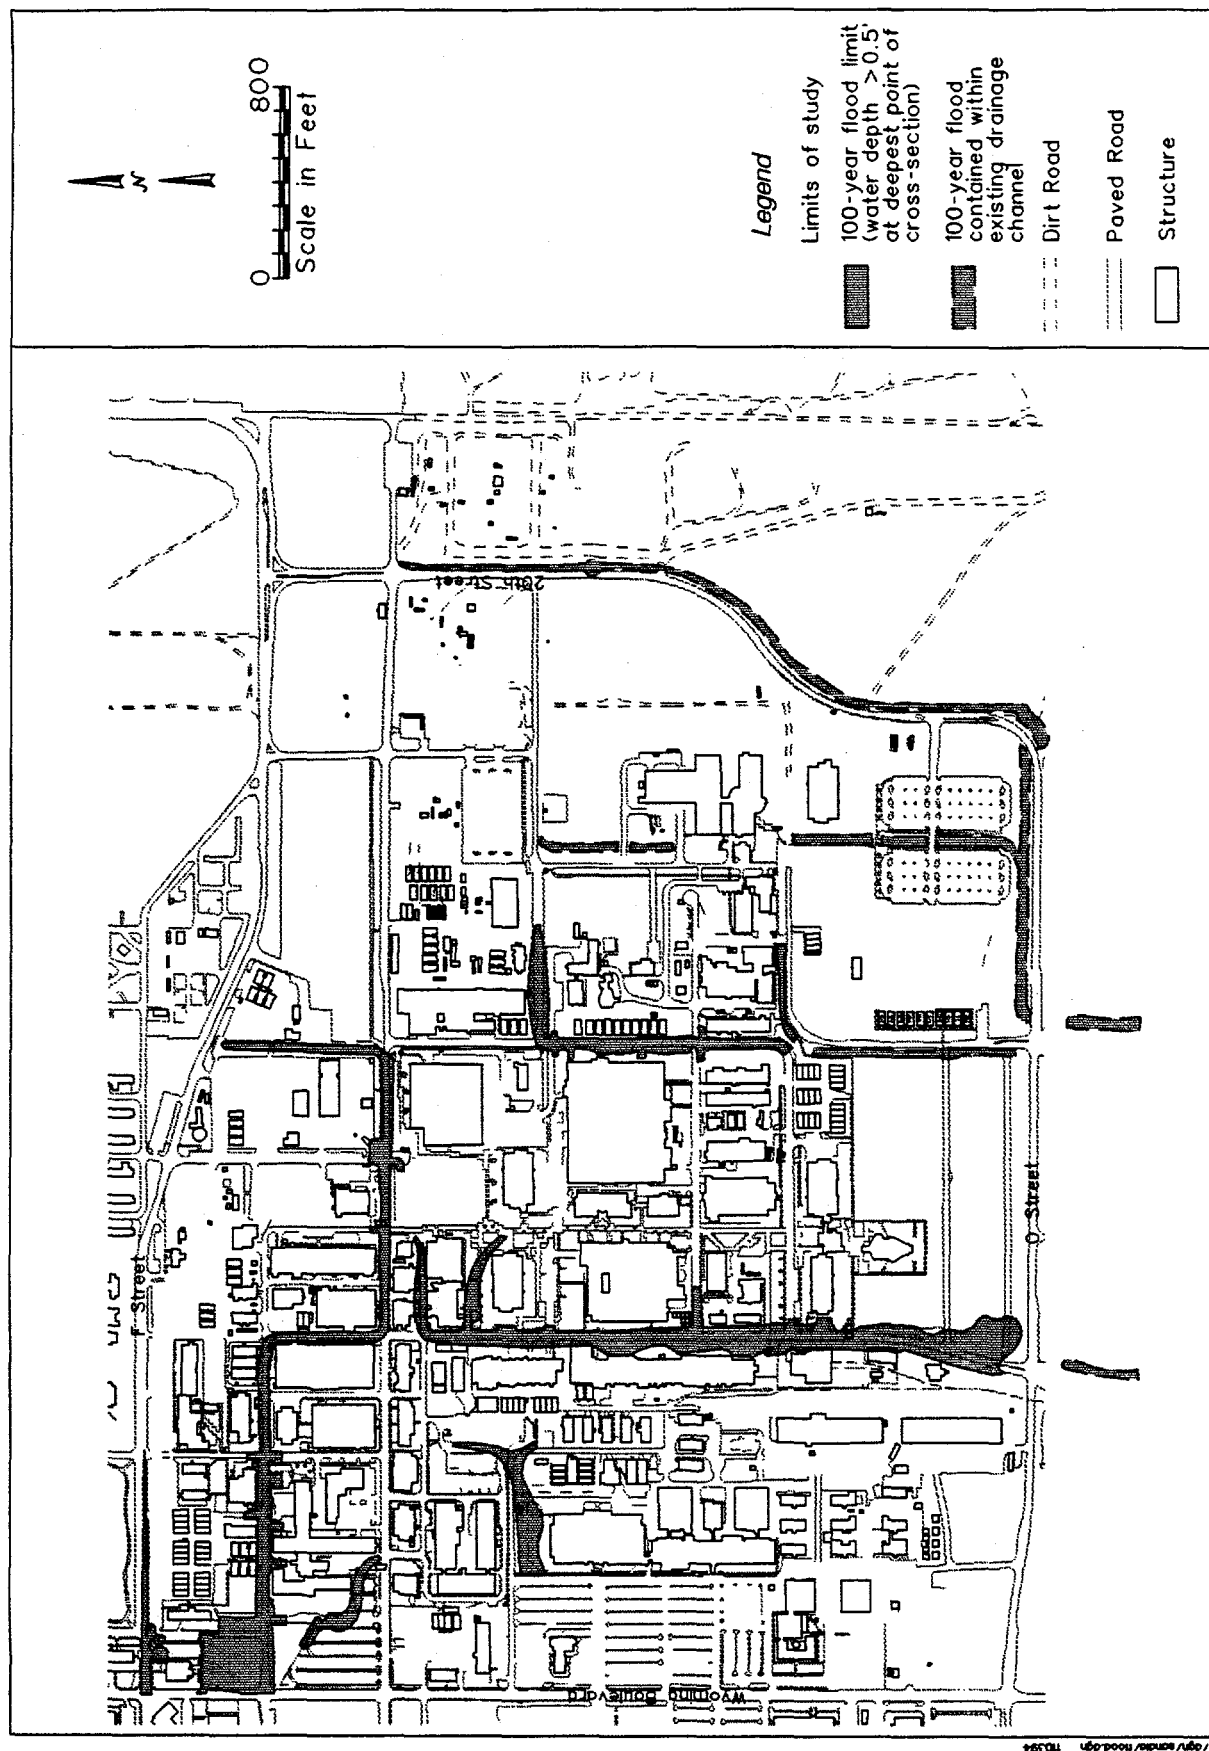 N
0 800
Scale in Feet
Legend
Limits of study
100-year flood limit
(water depth >0.5'
at deepest point of
cross-section)
100-year flood
contained within
existing drainage
channel
Dirt Road
Paved Road
Structure
20th Street
F Street
O Street
Wyoming Boulevard